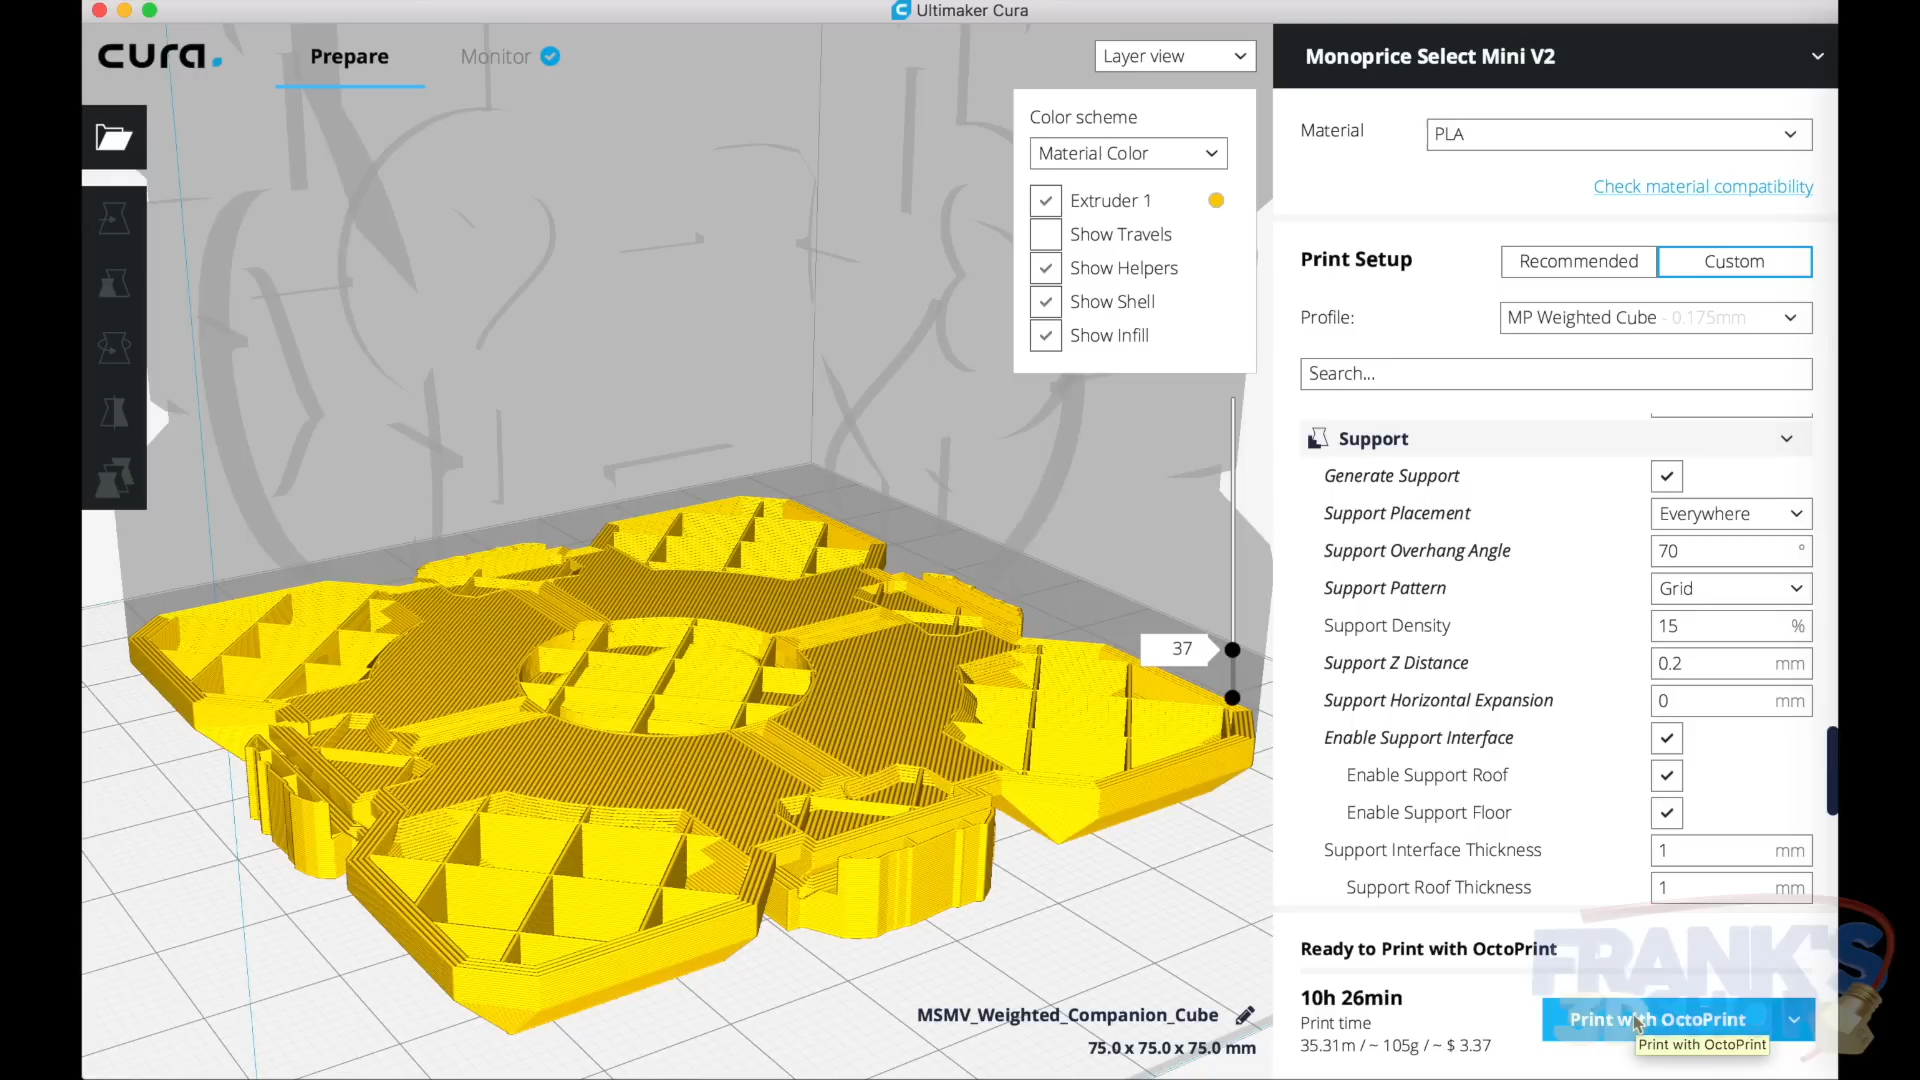 Ultimaker Cura
cura.
Prepare
Monitor
Layer view
Color scheme
Material Color
Extruder 1
Show Travels
Show Helpers
Show Shell
Show Infill
37
MSMV_Weighted_Companion_Cube
75.0 x 75.0 x 75.0 mm
Monoprice Select Mini V2
Material
PLA
Check material compatibility
Print Setup
Recommended
Custom
Profile:
MP Weighted Cube - 0.175mm
Search...
Support
Generate Support
Support Placement
Everywhere
Support Overhang Angle
70 °
Support Pattern
Grid
Support Density
15 %
Support Z Distance
0.2 mm
Support Horizontal Expansion
0 mm
Enable Support Interface
Enable Support Roof
Enable Support Floor
Support Interface Thickness
1 mm
Support Roof Thickness
1 mm
Ready to Print with OctoPrint
FRANK'S
10h 26min
Print time
35.31m / ~ 105g / ~ $ 3.37
Print with OctoPrint
Print with OctoPrint